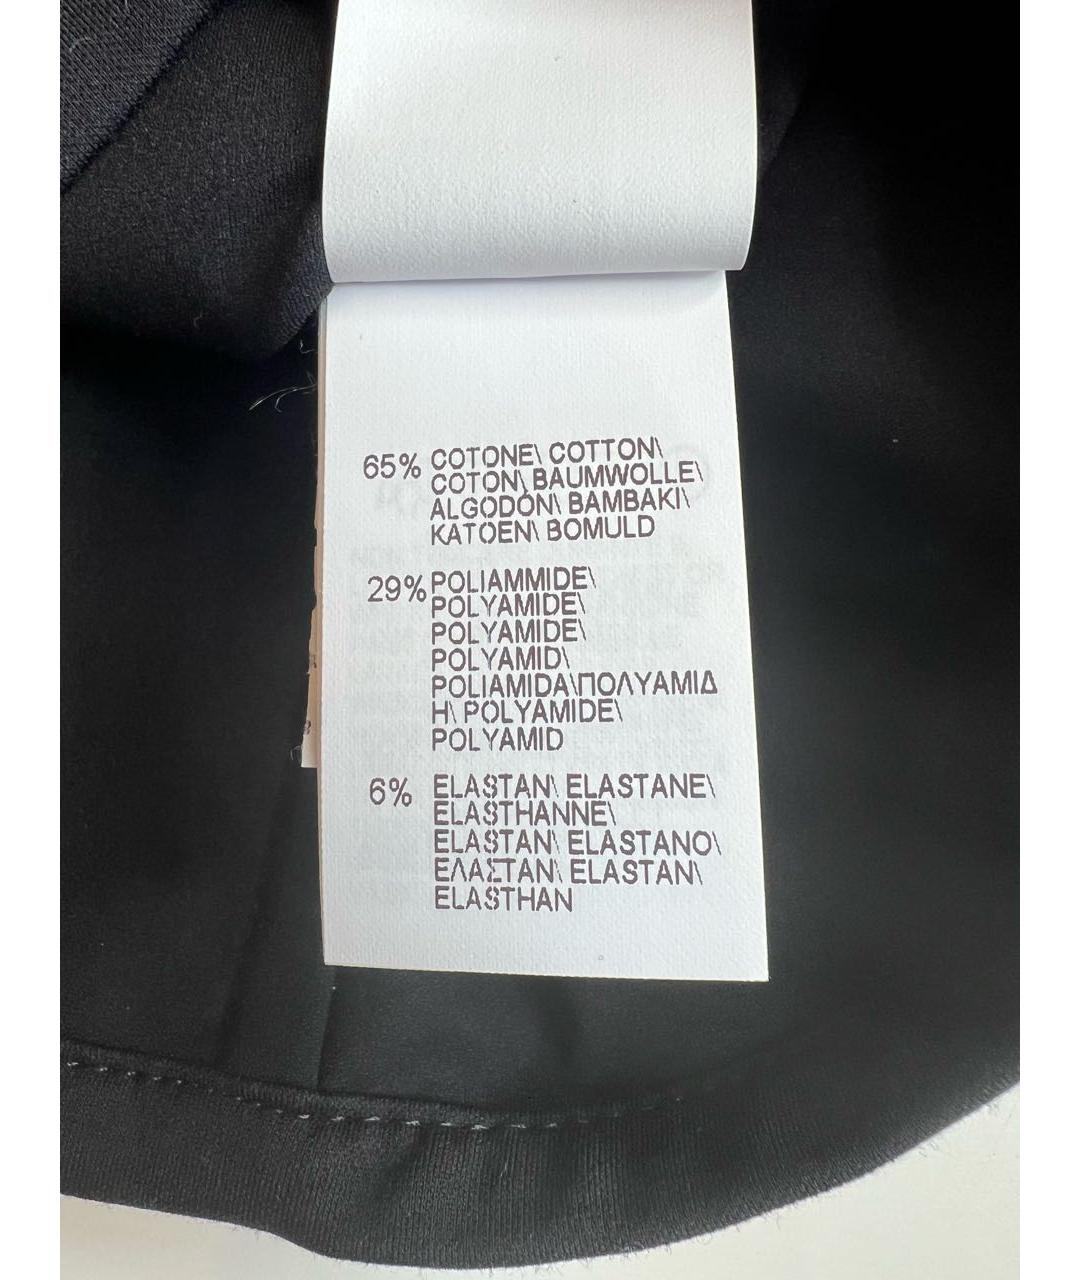 65% COTONE\ COTTON\
COTON\ BAUMWOLLE\
ALGODÓN\ BAMBAKI\
KATOEN\ BOMULD
29% POLIAMMIDE\
POLYAMIDE\
POLYAMIDE\
POLYAMID\
POLIAMIDA\ΠΟΛΥΑΜΙΔ
Η\ POLYAMIDE\
POLYAMID
6% ELASTAN\ ELASTANE\
ELASTHANNE\
ELASTAN\ ELASTANO\
ΕΛΑΣΤΑΝ\ ELASTAN\
ELASTHAN